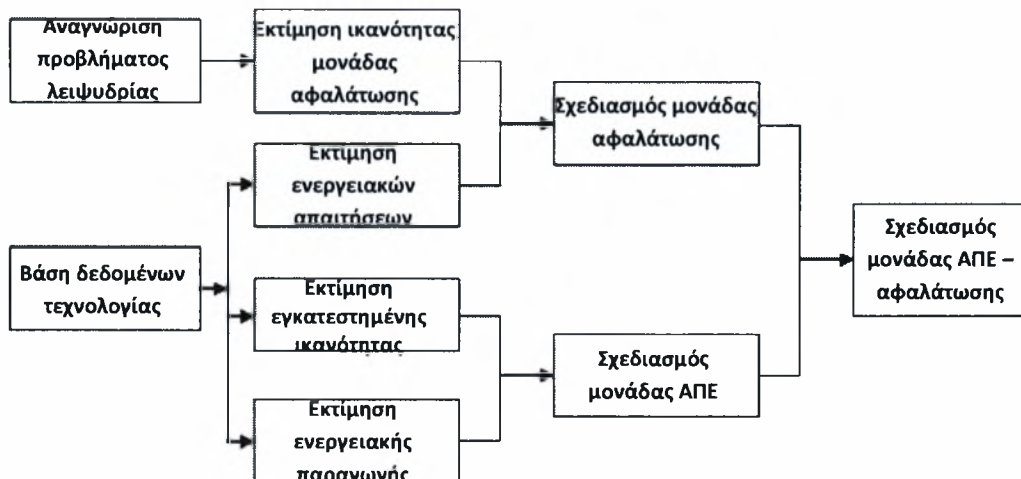 Αναγνώριση
προβλήματος
λειψυδρίας
Εκτίμηση ικανότητας
μονάδας
αφαλάτωσης
Εκτίμηση
ενεργειακών
απαιτήσεων
Σχεδιασμός μονάδας
αφαλάτωσης
Βάση δεδομένων
τεχνολογίας
Εκτίμηση
εγκατεστημένης
ικανότητας
Εκτίμηση
ενεργειακής
παραγωγής
Σχεδιασμός
μονάδας ΑΠΕ
Σχεδιασμός
μονάδας ΑΠΕ –
αφαλάτωσης